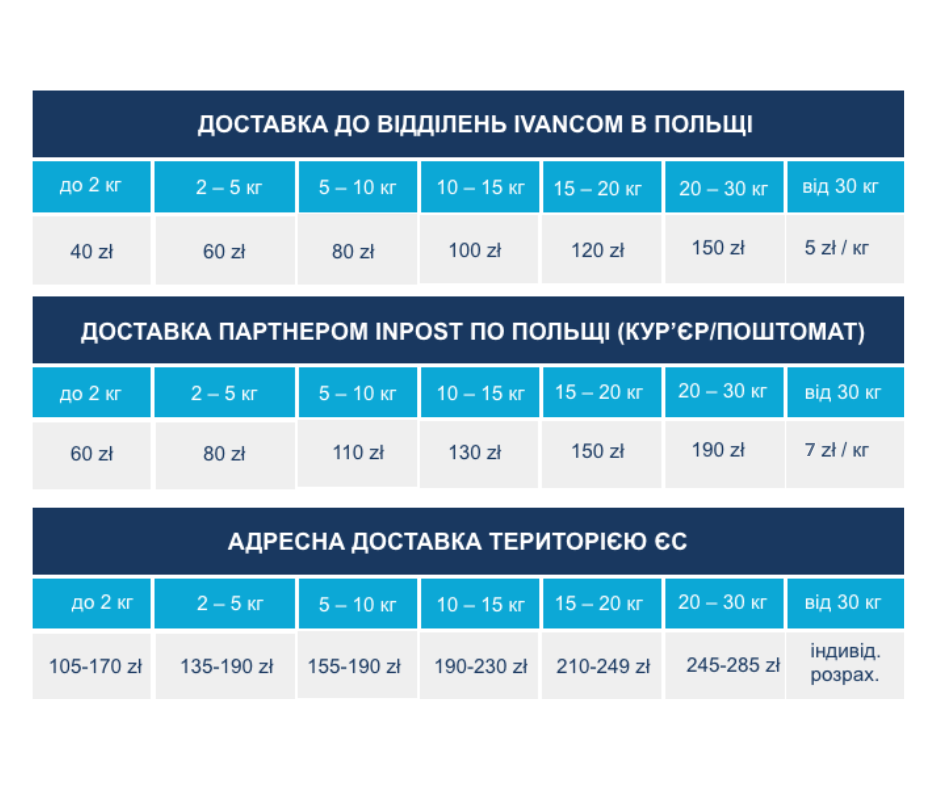 ДОСТАВКА ДО ВІДДІЛЕНЬ IVANCOM В ПОЛЬЩІ
до 2 кг 2 – 5 кг 5 – 10 кг 10 – 15 кг 15 – 20 кг 20 – 30 кг від 30 кг
40 zł 60 zł 80 zł 100 zł 120 zł 150 zł 5 zł / кг
ДОСТАВКА ПАРТНЕРОМ INPOST ПО ПОЛЬЩІ (КУР’ЄР/ПОШТОМАТ)
до 2 кг 2 – 5 кг 5 – 10 кг 10 – 15 кг 15 – 20 кг 20 – 30 кг від 30 кг
60 zł 80 zł 110 zł 130 zł 150 zł 190 zł 7 zł / кг
АДРЕСНА ДОСТАВКА ТЕРИТОРІЄЮ ЄС
до 2 кг 2 – 5 кг 5 – 10 кг 10 – 15 кг 15 – 20 кг 20 – 30 кг від 30 кг
105-170 zł 135-190 zł 155-190 zł 190-230 zł 210-249 zł 245-285 zł індивід.
розрах.